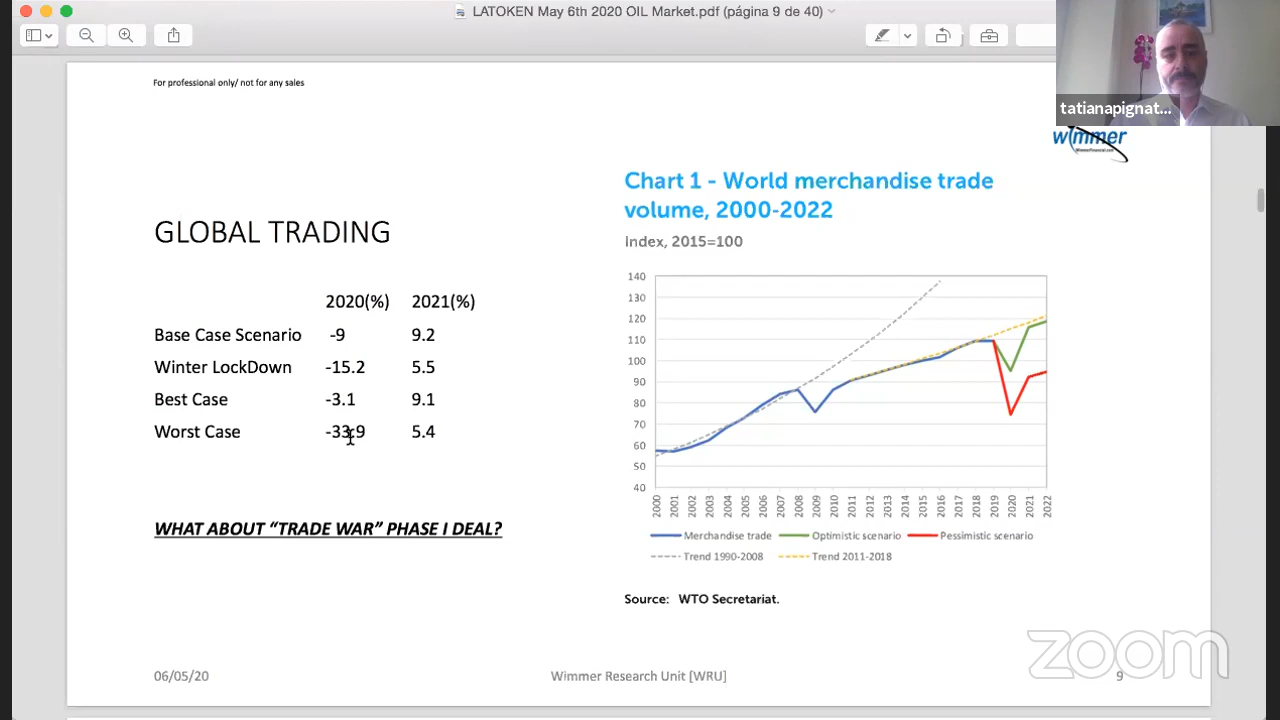 LATOKEN May 6th 2020 OIL Market.pdf (página 9 de 40)
For professional only/ not for any sales
tatianapignat...
wimmer
GLOBAL TRADING
2020(%) 2021(%)
Base Case Scenario -9 9.2
Winter LockDown -15.2 5.5
Best Case -3.1 9.1
Worst Case -33.9 5.4
WHAT ABOUT “TRADE WAR” PHASE I DEAL?
Chart 1 - World merchandise trade
volume, 2000-2022
Index, 2015=100
140
130
120
110
100
90
80
70
60
50
40
2000 2001 2002 2003 2004 2005 2006 2007 2008 2009 2010 2011 2012 2013 2014 2015 2016 2017 2018 2019 2020 2021 2022
Merchandise trade Optimistic scenario Pessimistic scenario
Trend 1990-2008 Trend 2011-2018
Source: WTO Secretariat.
zoom
06/05/20 Wimmer Research Unit [WRU] 9